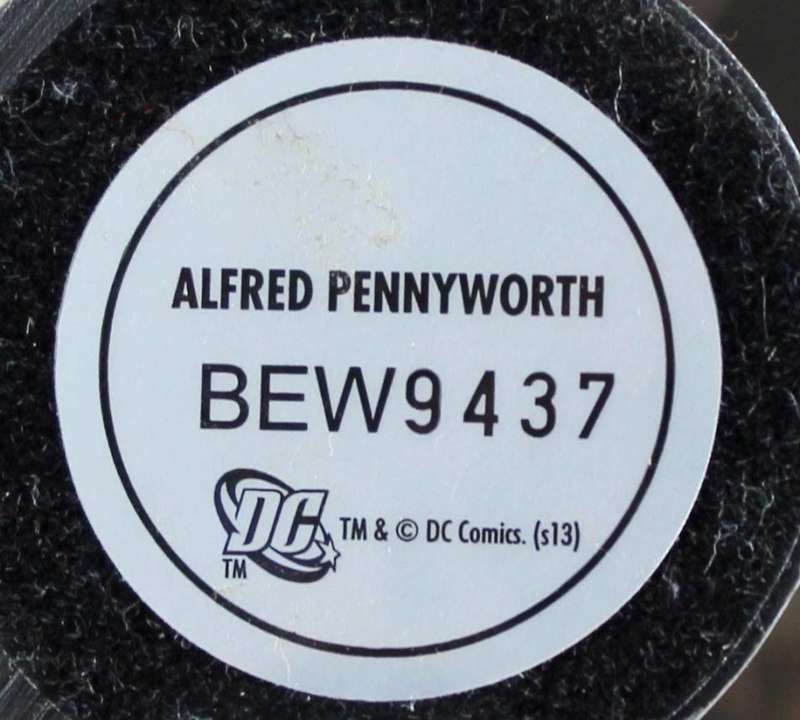 ALFRED PENNYWORTH
BEW9437
DC TM & © DC Comics. (s13)
TM